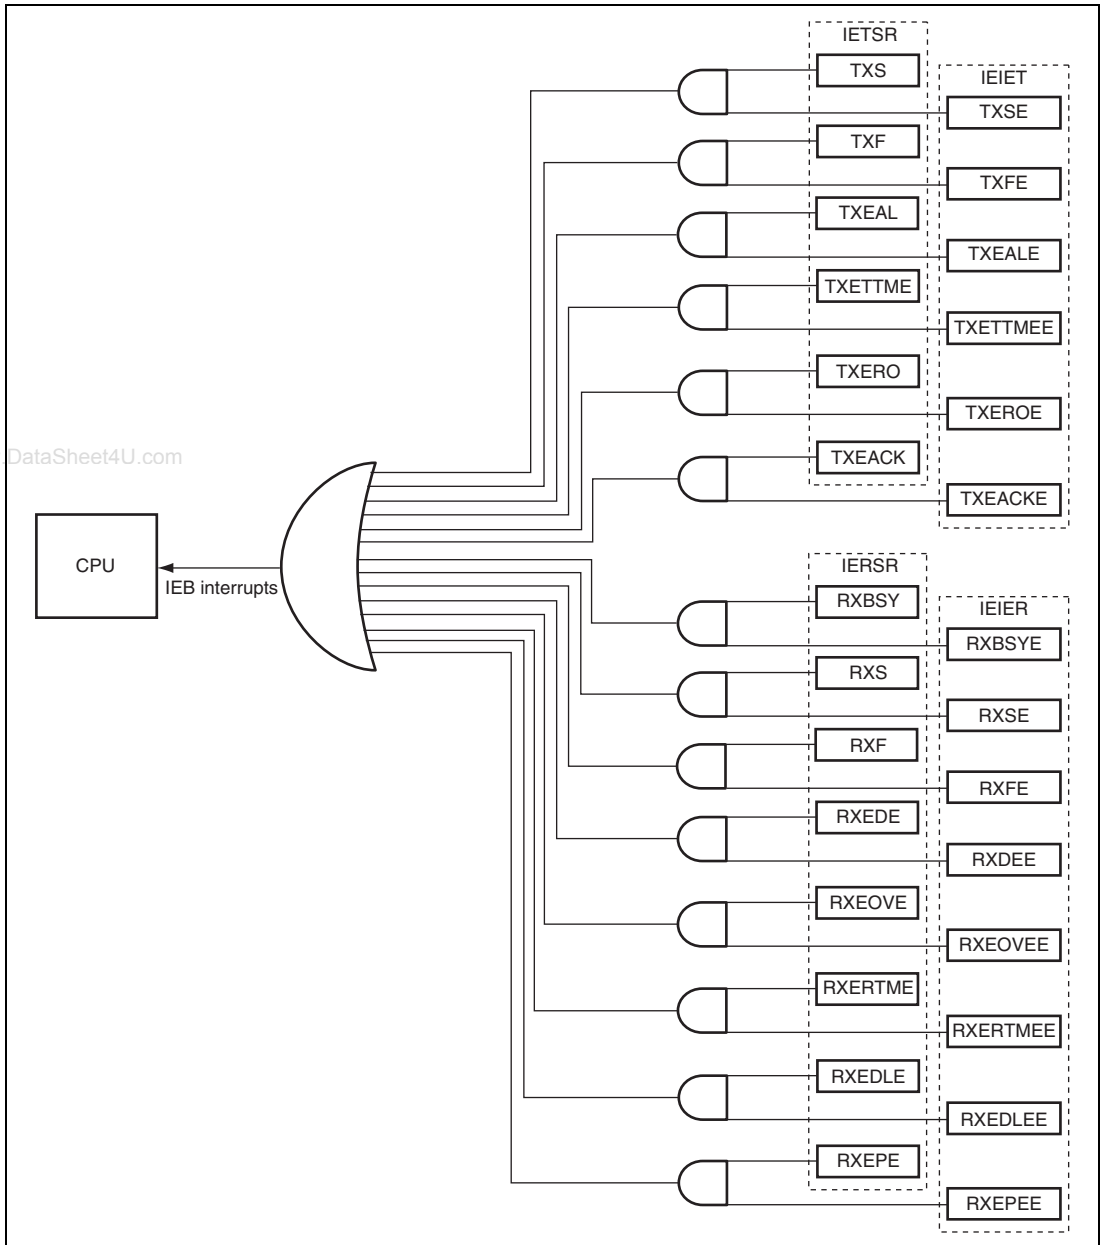 IETSR
TXS
IEIET
TXSE
TXF
TXFE
TXEAL
TXEALE
TXETTME
TXETTMEE
TXERO
TXEROE
TXEACK
TXEACKE
DataSheet4U.com
CPU
IEB interrupts
IERSR
RXBSY
IEIER
RXBSYE
RXS
RXSE
RXF
RXFE
RXEDE
RXDEE
RXEOVE
RXEOVEE
RXERTME
RXERTMEE
RXEDLE
RXEDLEE
RXEPE
RXEPEE